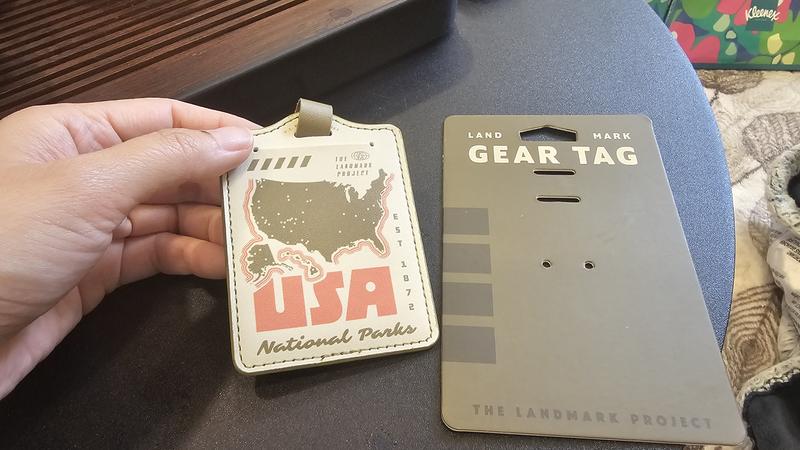 Kleenex
THE
LANDMARK
PROJECT
EST 1872
USA
National Parks
LAND MARK
GEAR TAG
THE LANDMARK PROJECT